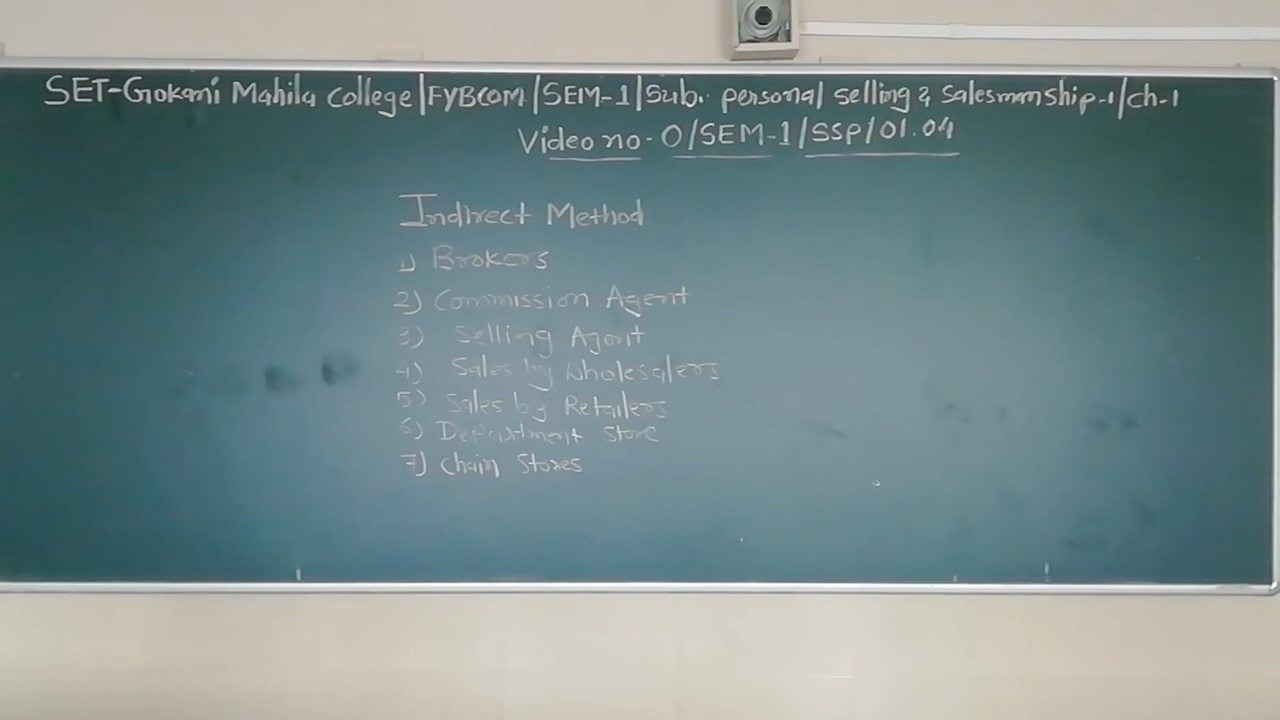 SET-Gokani Mahila College/FYBCOM/SEM-1/Sub. personal selling & salesmanship-1/ch-1
Video no- O/SEM-1/SSP/01.04
Indirect Method
1) Brokers
2) Commission Agent
3) Selling Agent
4) Sales by Wholesalers
5) Sales by Retailers
6) Department Store
7) Chain Stores